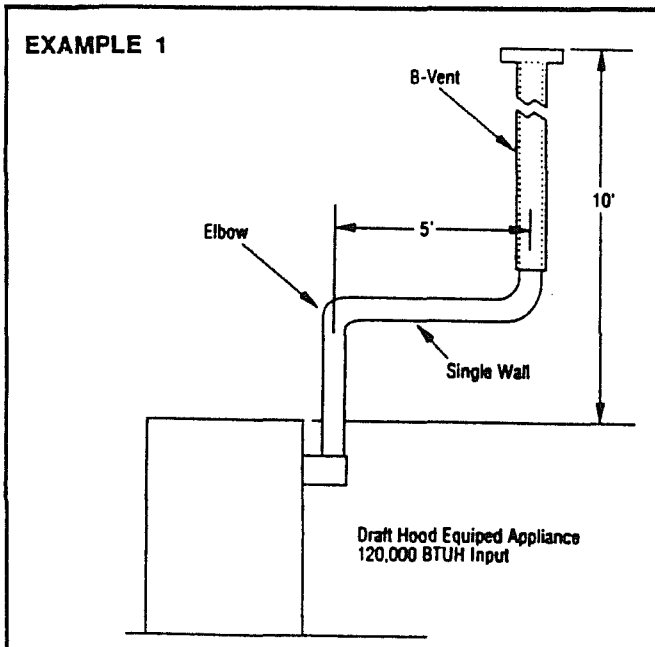 EXAMPLE 1
B-Vent
10'
5'
Elbow
Single Wall
Draft Hood Equiped Appliance
120,000 BTUH Input